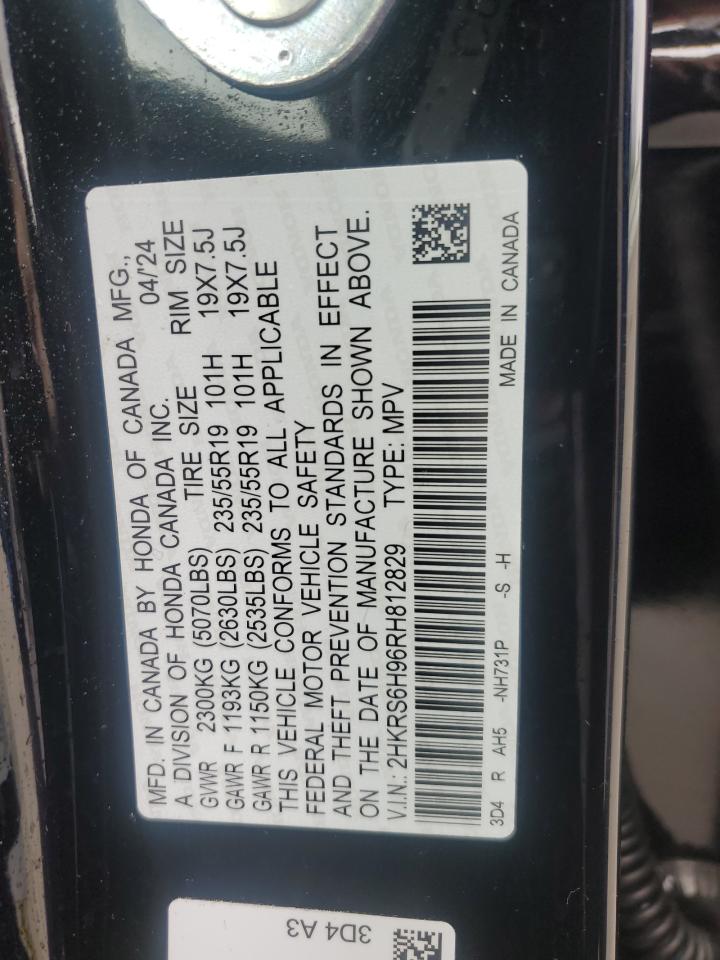 MFD. IN CANADA BY HONDA OF CANADA MFG.,
A DIVISION OF HONDA CANADA INC. 04/'24
GVWR 2300KG (5070LBS) TIRE SIZE RIM SIZE
GAWR F 1193KG (2630LBS) 235/55R19 101H 19X7.5J
GAWR R 1150KG (2535LBS) 235/55R19 101H 19X7.5J
THIS VEHICLE CONFORMS TO ALL APPLICABLE
FEDERAL MOTOR VEHICLE SAFETY
AND THEFT PREVENTION STANDARDS IN EFFECT
ON THE DATE OF MANUFACTURE SHOWN ABOVE.
V.I.N.: 2HKRS6H96RH812829 TYPE: MPV
3D4 R AH5 -NH731P -S -H MADE IN CANADA
3D4 A3